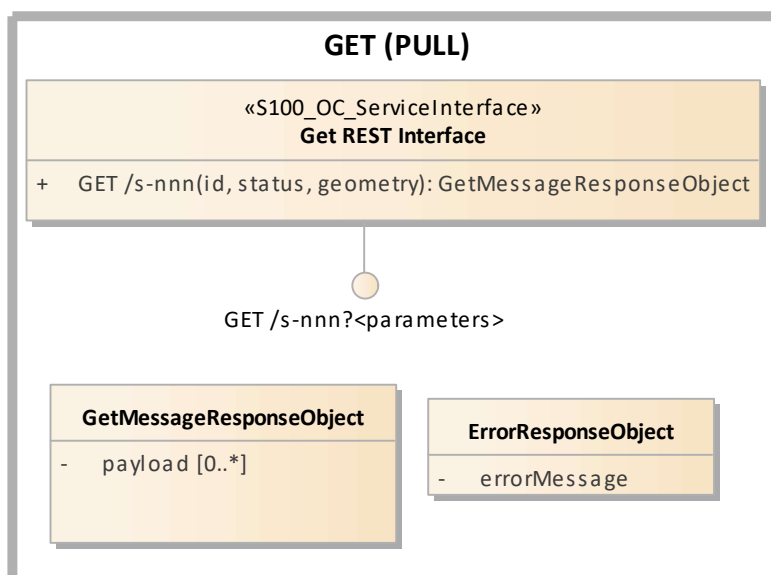 GET (PULL)
«S100_OC_ServiceInterface»
Get REST Interface
+ GET /s-nnn(id, status, geometry): GetMessageResponseObject
GET /s-nnn?<parameters>
GetMessageResponseObject
- payload [0..*]
ErrorResponseObject
- errorMessage